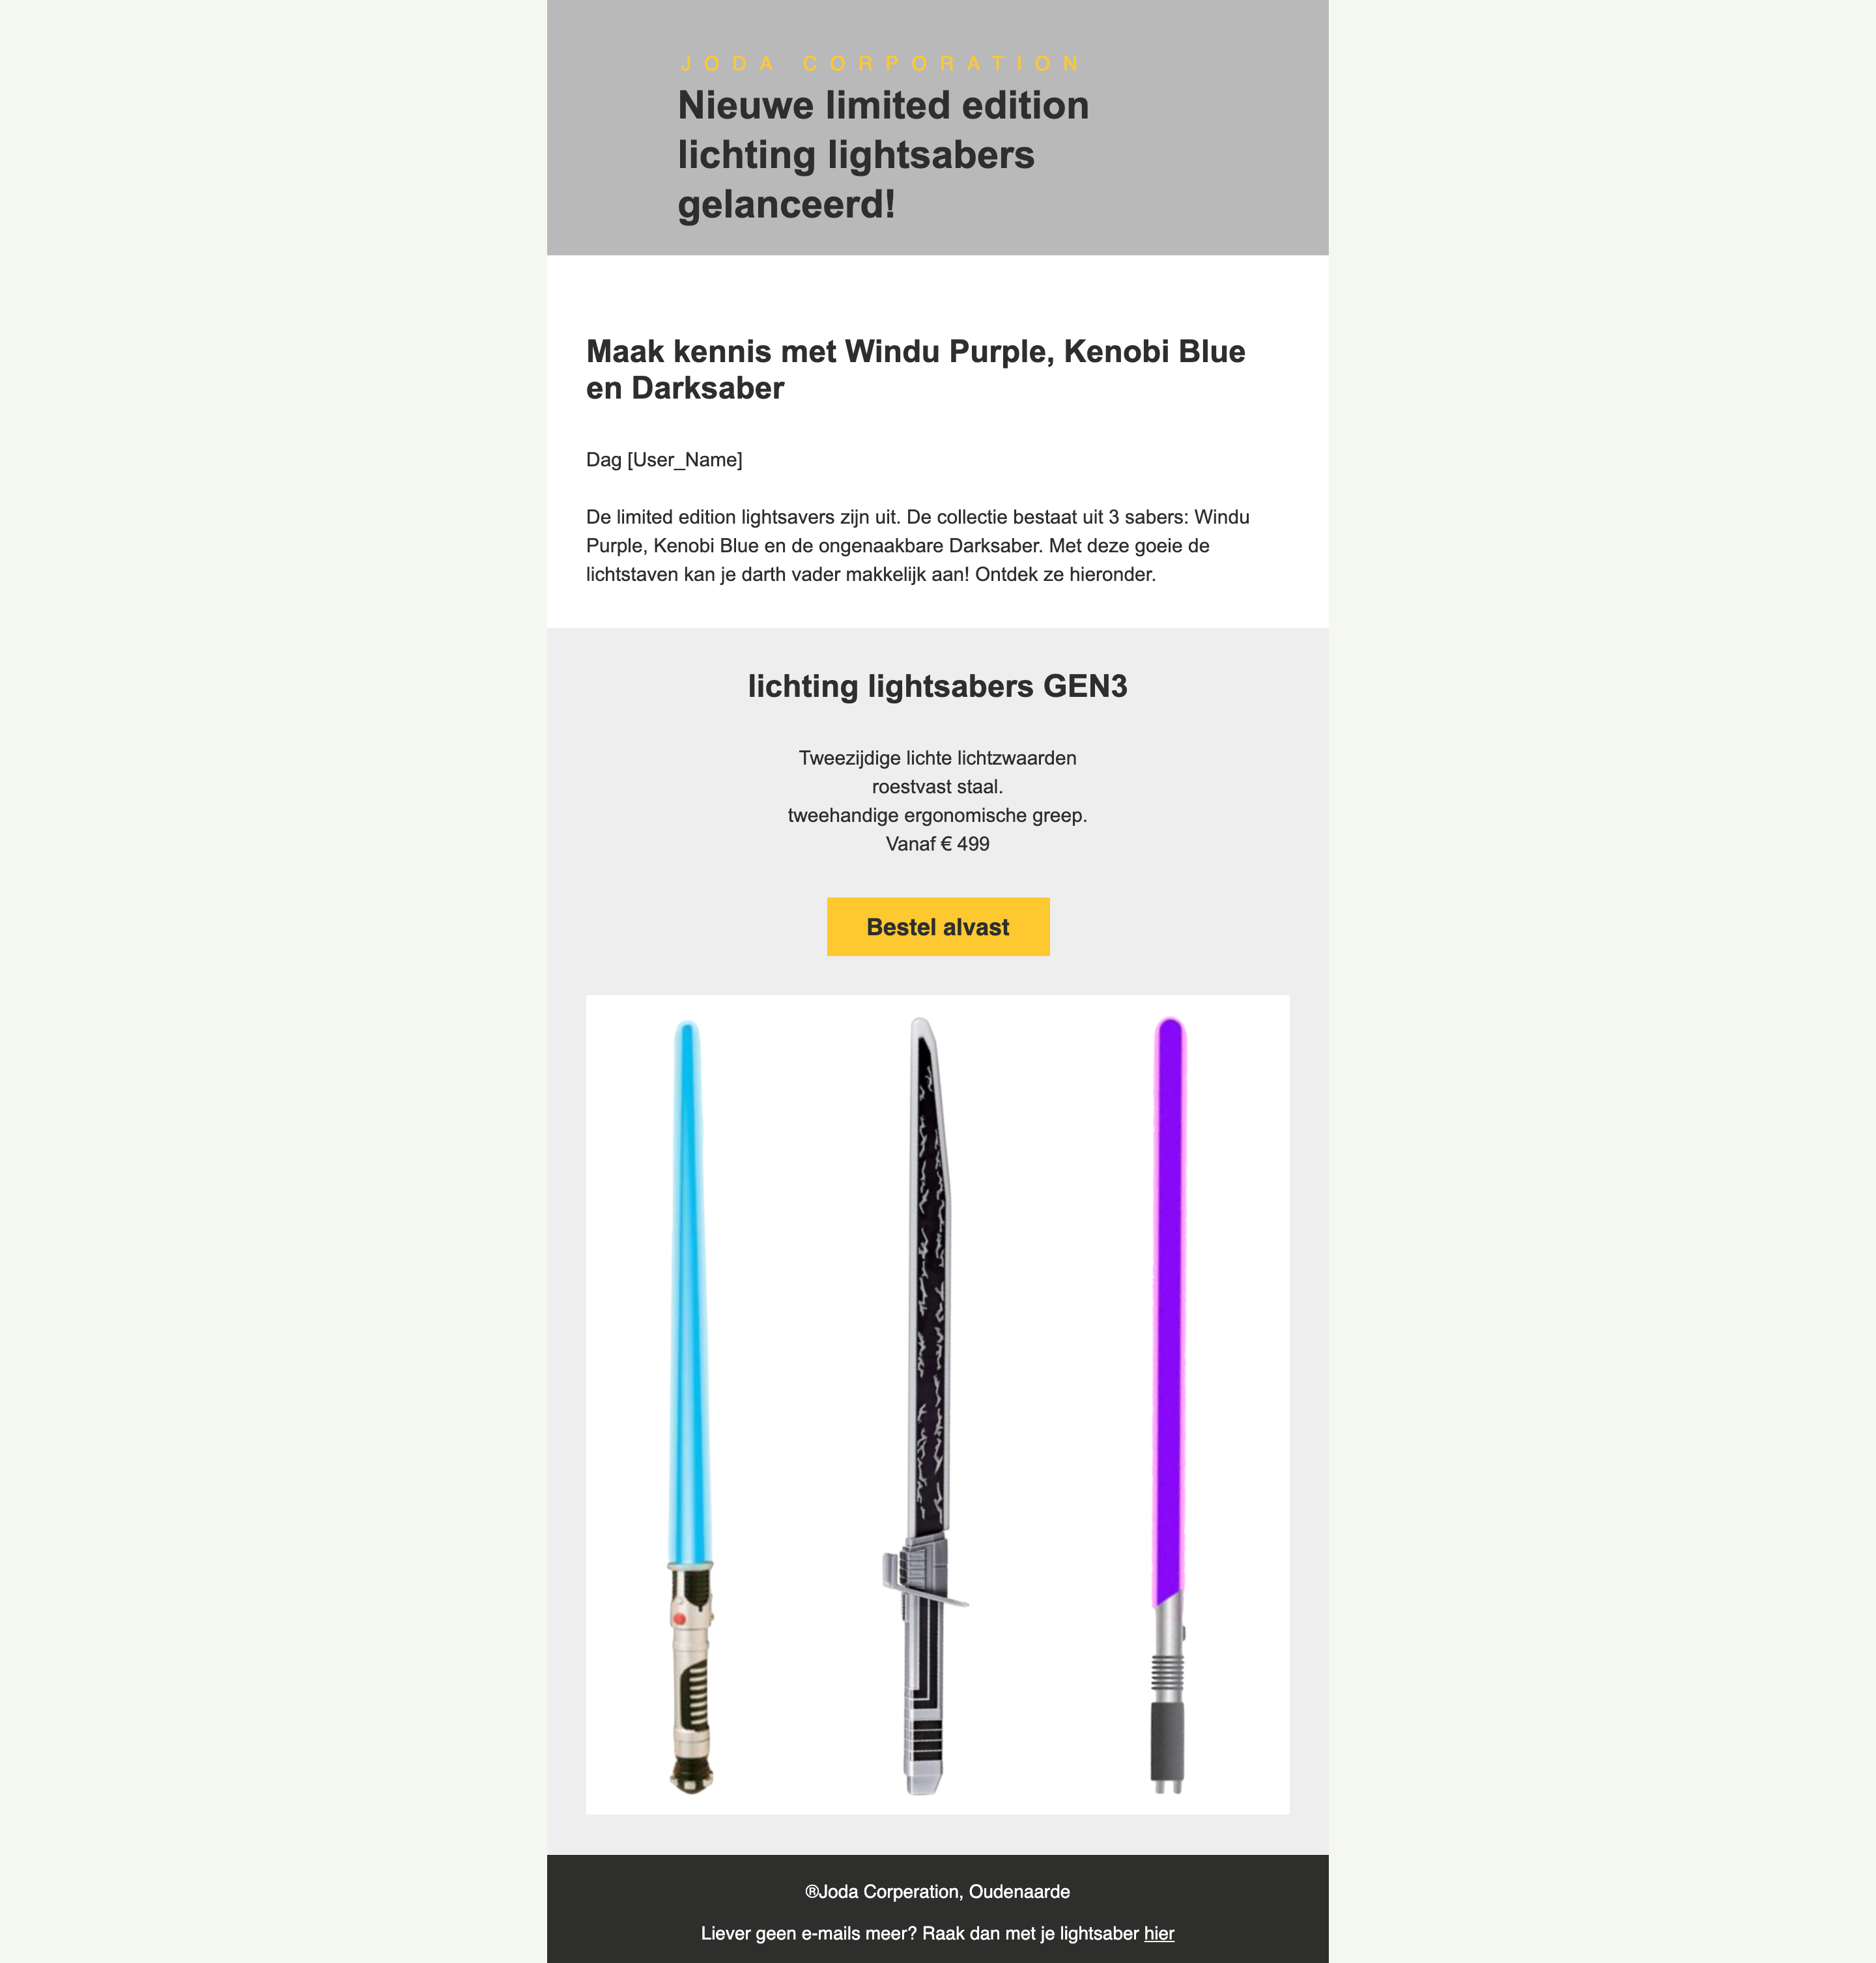 JODA CORPORATION
Nieuwe limited edition
lichting lightsabers
gelanceerd!
Maak kennis met Windu Purple, Kenobi Blue
en Darksaber
Dag [User_Name]
De limited edition lightsavers zijn uit. De collectie bestaat uit 3 sabers: Windu
Purple, Kenobi Blue en de ongenaakbare Darksaber. Met deze goeie de
lichtstaven kan je darth vader makkelijk aan! Ontdek ze hieronder.
lichting lightsabers GEN3
Tweezijdige lichte lichtzwaarden
roestvast staal.
tweehandige ergonomische greep.
Vanaf € 499
Bestel alvast
®Joda Corperation, Oudenaarde
Liever geen e-mails meer? Raak dan met je lightsaber hier